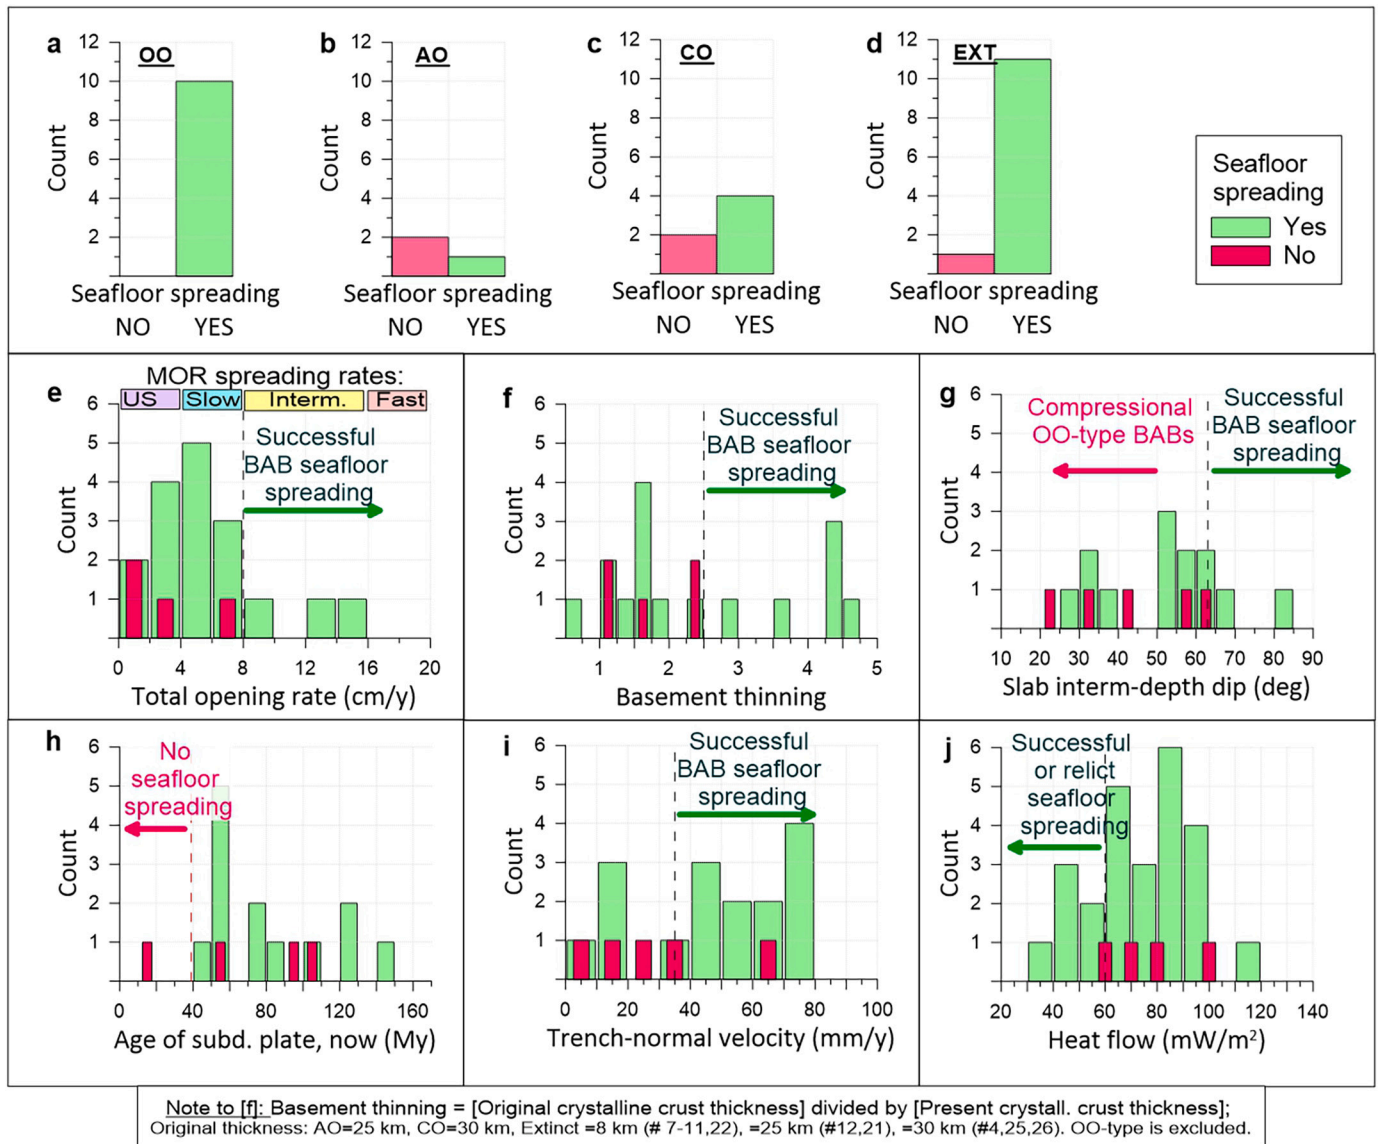 a
12
10
8
6
4
2
Count
OO
Seafloor spreading
NO YES
b
12
10
8
6
4
2
Count
AO
Seafloor spreading
NO YES
c
12
10
8
6
4
2
Count
CO
Seafloor spreading
NO YES
d
12
10
8
6
4
2
Count
EXT
Seafloor spreading
NO YES
Seafloor
spreading
Yes
No
e
MOR spreading rates:
US Slow Interm. Fast
Successful
BAB seafloor
spreading
6
5
4
3
2
1
Count
0 4 8 12 16 20
Total opening rate (cm/y)
f
Successful
BAB seafloor
spreading
6
5
4
3
2
1
Count
1 2 3 4 5
Basement thinning
g
Compressional
OO-type BABs
Successful
BAB seafloor
spreading
6
5
4
3
2
1
Count
10 20 30 40 50 60 70 80 90
Slab interm-depth dip (deg)
h
No
seafloor
spreading
6
5
4
3
2
1
Count
0 40 80 120 160
Age of subd. plate, now (My)
i
Successful
BAB seafloor
spreading
6
5
4
3
2
1
Count
0 20 40 60 80 100
Trench-normal velocity (mm/y)
j
Successful
or relict
seafloor
spreading
6
5
4
3
2
1
Count
20 40 60 80 100 120 140
Heat flow (mW/m²)
Note to [f]: Basement thinning = [Original crystalline crust thickness] divided by [Present crystall. crust thickness];
Original thickness: AO=25 km, CO=30 km, Extinct =8 km (# 7-11,22), =25 km (#12,21), =30 km (#4,25,26). OO-type is excluded.